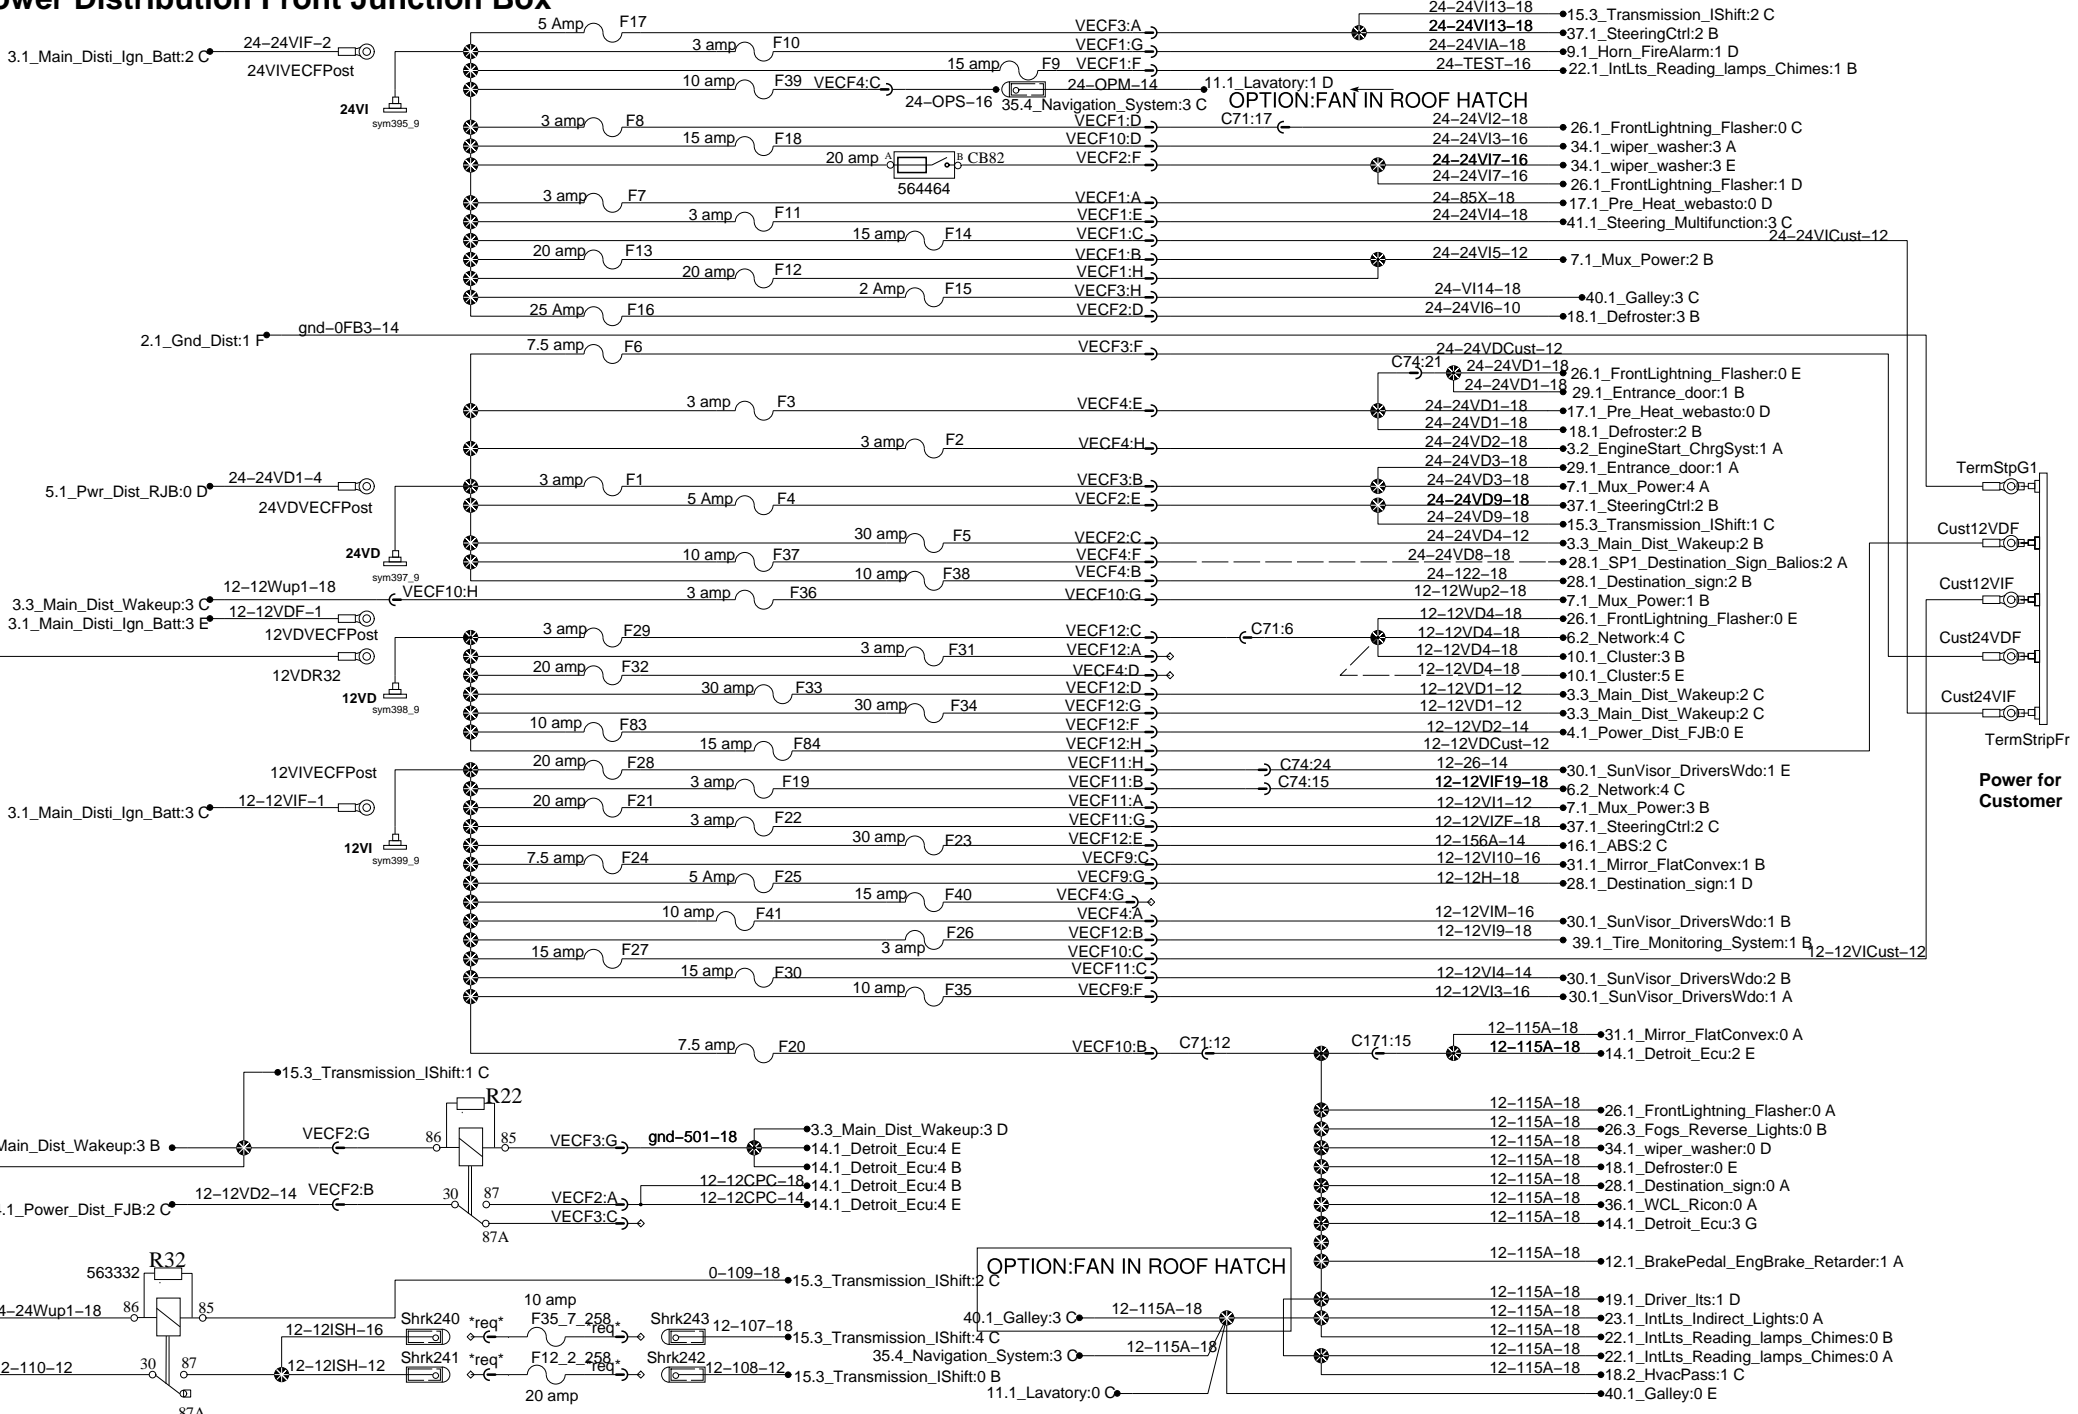 Power Distribution Front Junction Box
5 Amp F17 VECF3:A 24-24VI13-18 15.3_Transmission_IShift:2 C
24-24VI13-18 37.1_SteeringCtrl:2 B
3.1_Main_Disti_Ign_Batt:2 C 24-24VIF-2 3 amp F10 VECF1:G 24-24VIA-18 9.1_Horn_FireAlarm:1 D
24VIVECFPost 15 amp F9 VECF1:F 24-TEST-16 22.1_IntLts_Reading_lamps_Chimes:1 B
10 amp F39 VECF4:C 24-OPS-16 24-OPM-14 11.1_Lavatory:1 D
35.4_Navigation_System:3 C OPTION:FAN IN ROOF HATCH
24VI sym395_9
3 amp F8 VECF1:D C71:17 24-24VI2-18 26.1_FrontLightning_Flasher:0 C
15 amp F18 VECF10:D 24-24VI3-16 34.1_wiper_washer:3 A
20 amp A B CB82 VECF2:F 24-24VI7-16 34.1_wiper_washer:3 E
564464 24-24VI7-16 26.1_FrontLightning_Flasher:1 D
3 amp F7 VECF1:A 24-85X-18 17.1_Pre_Heat_webasto:0 D
3 amp F11 VECF1:E 24-24VI4-18 41.1_Steering_Multifunction:3 C
15 amp F14 VECF1:C 24-24VICust-12
20 amp F13 VECF1:B 24-24VI5-12 7.1_Mux_Power:2 B
20 amp F12 VECF1:H
2 Amp F15 VECF3:H 24-VI14-18 40.1_Galley:3 C
25 Amp F16 VECF2:D 24-24VI6-10 18.1_Defroster:3 B
2.1_Gnd_Dist:1 F gnd-0FB3-14
7.5 amp F6 VECF3:F 24-24VDCust-12
C74:21 24-24VD1-18 26.1_FrontLightning_Flasher:0 E
24-24VD1-18 29.1_Entrance_door:1 B
3 amp F3 VECF4:E 24-24VD1-18 17.1_Pre_Heat_webasto:0 D
24-24VD1-18 18.1_Defroster:2 B
3 amp F2 VECF4:H 24-24VD2-18 3.2_EngineStart_ChrgSyst:1 A
24-24VD3-18 29.1_Entrance_door:1 A TermStpG1
5.1_Pwr_Dist_RJB:0 D 24-24VD1-4 3 amp F1 VECF3:B 24-24VD3-18 7.1_Mux_Power:4 A
24VDVECFPost 5 Amp F4 VECF2:E 24-24VD9-18 37.1_SteeringCtrl:2 B
24-24VD9-18 15.3_Transmission_IShift:1 C Cust12VDF
24VD 30 amp F5 VECF2:C 24-24VD4-12 3.3_Main_Dist_Wakeup:2 B
10 amp F37 VECF4:F 24-24VD8-18 28.1_SP1_Destination_Sign_Balios:2 A
sym397_9 10 amp F38 VECF4:B 24-122-18 28.1_Destination_sign:2 B Cust12VIF
3.3_Main_Dist_Wakeup:3 C 12-12Wup1-18 VECF10:H 3 amp F36 VECF10:G 12-12Wup2-18 7.1_Mux_Power:1 B
3.1_Main_Disti_Ign_Batt:3 E 12-12VDF-1 12-12VD4-18 26.1_FrontLightning_Flasher:0 E
12VDVECFPost 3 amp F29 VECF12:C C71:6 12-12VD4-18 6.2_Network:4 C Cust24VDF
3 amp F31 VECF12:A 12-12VD4-18 10.1_Cluster:3 B
12VDR32 20 amp F32 VECF4:D 12-12VD4-18 10.1_Cluster:5 E
12VD sym398_9 30 amp F33 VECF12:D 12-12VD1-12 3.3_Main_Dist_Wakeup:2 C Cust24VIF
30 amp F34 VECF12:G 12-12VD1-12 3.3_Main_Dist_Wakeup:2 C
10 amp F83 VECF12:F 12-12VD2-14 4.1_Power_Dist_FJB:0 E
15 amp F84 VECF12:H 12-12VDCust-12 TermStripFr
12VIVECFPost 20 amp F28 VECF11:H C74:24 12-26-14 30.1_SunVisor_DriversWdo:1 E
3 amp F19 VECF11:B C74:15 12-12VIF19-18 6.2_Network:4 C
Power for
Customer
3.1_Main_Disti_Ign_Batt:3 C 12-12VIF-1 20 amp F21 VECF11:A 12-12VI1-12 7.1_Mux_Power:3 B
3 amp F22 VECF11:G 12-12VIZF-18 37.1_SteeringCtrl:2 C
12VI sym399_9 30 amp F23 VECF12:E 12-156A-14 16.1_ABS:2 C
7.5 amp F24 VECF9:C 12-12VI10-16 31.1_Mirror_FlatConvex:1 B
5 Amp F25 VECF9:G 12-12H-18 28.1_Destination_sign:1 D
15 amp F40 VECF4:G
10 amp F41 VECF4:A 12-12VIM-16 30.1_SunVisor_DriversWdo:1 B
3 amp F26 VECF12:B 12-12VI9-18 39.1_Tire_Monitoring_System:1 B
15 amp F27 VECF10:C 12-12VICust-12
15 amp F30 VECF11:C 12-12VI4-14 30.1_SunVisor_DriversWdo:2 B
10 amp F35 VECF9:F 12-12VI3-16 30.1_SunVisor_DriversWdo:1 A
12-115A-18 31.1_Mirror_FlatConvex:0 A
7.5 amp F20 VECF10:B C71:12 C171:15 12-115A-18 14.1_Detroit_Ecu:2 E
15.3_Transmission_IShift:1 C
R22
12-115A-18 26.1_FrontLightning_Flasher:0 A
3.3_Main_Dist_Wakeup:3 D 12-115A-18 26.3_Fogs_Reverse_Lights:0 B
Main_Dist_Wakeup:3 B VECF2:G 86 85 VECF3:G gnd-501-18 14.1_Detroit_Ecu:4 E 12-115A-18 34.1_wiper_washer:0 D
14.1_Detroit_Ecu:4 B 12-115A-18 18.1_Defroster:0 E
12-12CPC-18 14.1_Detroit_Ecu:4 B 12-115A-18 28.1_Destination_sign:0 A
.1_Power_Dist_FJB:2 C 12-12VD2-14 VECF2:B 30 87 VECF2:A 12-12CPC-14 14.1_Detroit_Ecu:4 E 12-115A-18 36.1_WCL_Ricon:0 A
87A VECF3:C 12-115A-18 14.1_Detroit_Ecu:3 G
R32
563332
OPTION:FAN IN ROOF HATCH 12-115A-18 12.1_BrakePedal_EngBrake_Retarder:1 A
0-109-18 15.3_Transmission_IShift:2 C
12-115A-18 19.1_Driver_lts:1 D
4-24Wup1-18 86 85 10 amp 40.1_Galley:3 C 12-115A-18 12-115A-18 23.1_IntLts_Indirect_Lights:0 A
12-12ISH-16 Shrk240 *req* F35_7_258 req* Shrk243 12-107-18 15.3_Transmission_IShift:4 C 12-115A-18 22.1_IntLts_Reading_lamps_Chimes:0 B
35.4_Navigation_System:3 C 12-115A-18 12-115A-18 22.1_IntLts_Reading_lamps_Chimes:0 A
2-110-12 30 87 12-12ISH-12 Shrk241 *req* F12_2_258 req* Shrk242 12-108-12 15.3_Transmission_IShift:0 B 12-115A-18 18.2_HvacPass:1 C
20 amp 11.1_Lavatory:0 C 40.1_Galley:0 E
87A